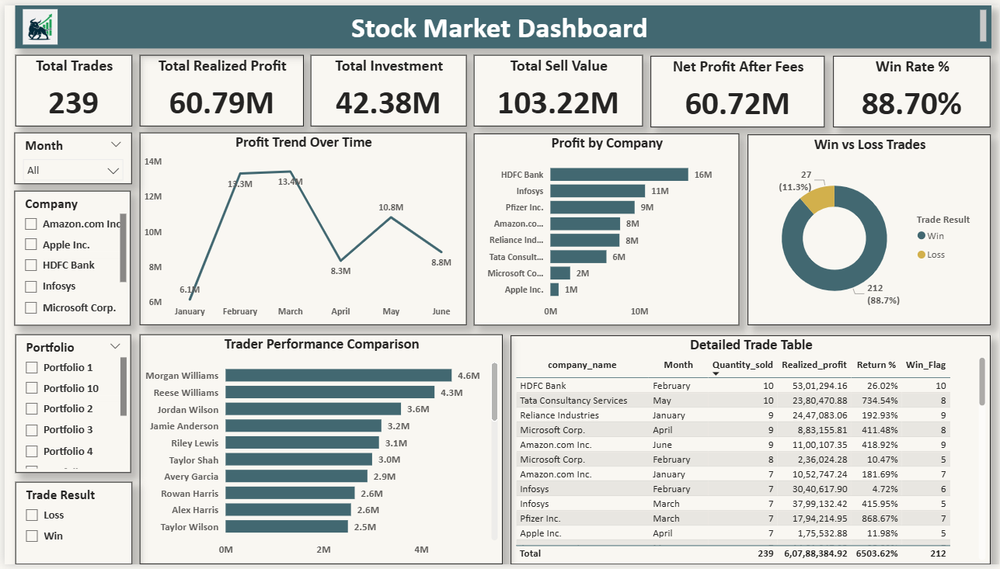 Stock Market Dashboard
Total Trades
239
Total Realized Profit
60.79M
Total Investment
42.38M
Total Sell Value
103.22M
Net Profit After Fees
60.72M
Win Rate %
88.70%
Month
All
Company
Amazon.com Inc
Apple Inc.
HDFC Bank
Infosys
Microsoft Corp.
Profit Trend Over Time
14M
12M
10M
8M
6M
6.1M
13.3M
13.4M
8.3M
10.8M
8.8M
January February March April May June
Profit by Company
HDFC Bank 16M
Infosys 11M
Pfizer Inc. 9M
Amazon.co... 8M
Reliance Ind... 8M
Tata Consult... 6M
Microsoft Co... 2M
Apple Inc. 1M
0M 10M
Win vs Loss Trades
27
(11.3%)
212
(88.7%)
Trade Result
Win
Loss
Portfolio
Portfolio 1
Portfolio 10
Portfolio 2
Portfolio 3
Portfolio 4
Trade Result
Loss
Win
Trader Performance Comparison
Morgan Williams 4.6M
Reese Williams 4.3M
Jordan Wilson 3.6M
Jamie Anderson 3.2M
Riley Lewis 3.1M
Taylor Shah 3.0M
Avery Garcia 2.9M
Rowan Harris 2.6M
Alex Harris 2.6M
Taylor Wilson 2.5M
0M 2M 4M
Detailed Trade Table
company_name Month Quantity_sold Realized_profit Return % Win_Flag
HDFC Bank February 10 53,01,294.16 26.02% 10
Tata Consultancy Services May 10 23,80,470.88 734.54% 8
Reliance Industries January 9 24,47,083.06 192.93% 9
Microsoft Corp. April 9 8,83,155.81 411.48% 8
Amazon.com Inc. June 9 11,00,107.35 418.92% 9
Microsoft Corp. February 8 2,36,024.28 10.47% 5
Amazon.com Inc. January 7 10,52,747.24 181.69% 7
Infosys February 7 30,40,617.90 4.72% 6
Infosys March 7 37,99,132.42 415.95% 5
Pfizer Inc. March 7 17,94,214.95 868.67% 7
Apple Inc. April 7 1,75,532.88 11.98% 5
Total 239 6,07,88,384.92 6503.62% 212